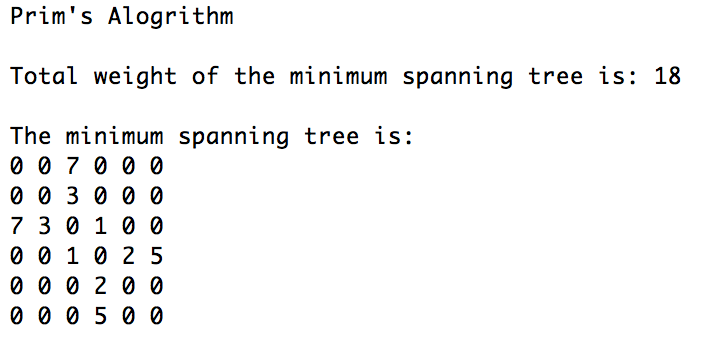 Prim's Alogrithm
Total weight of the minimum spanning tree is: 18
The minimum spanning tree is:
0 0 7 0 0 0
0 0 3 0 0 0
7 3 0 1 0 0
0 0 1 0 2 5
0 0 0 2 0 0
0 0 0 5 0 0